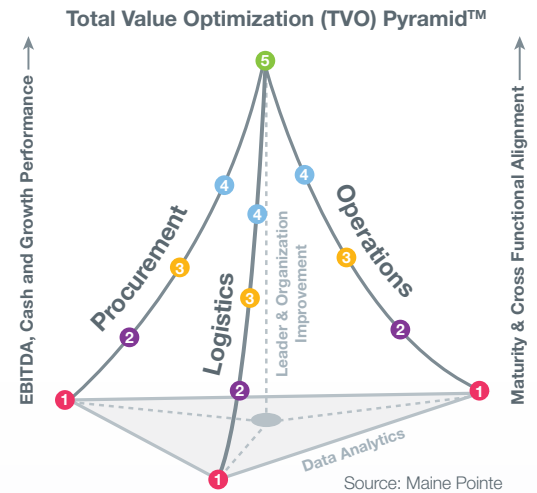 Total Value Optimization (TVO) Pyramid™
EBITDA, Cash and Growth Performance
Maturity & Cross Functional Alignment
5
4
4
4
Procurement
Operations
Logistics
Leader & Organization
Improvement
3
3
3
2
2
2
1
1
1
Data Analytics
Source: Maine Pointe